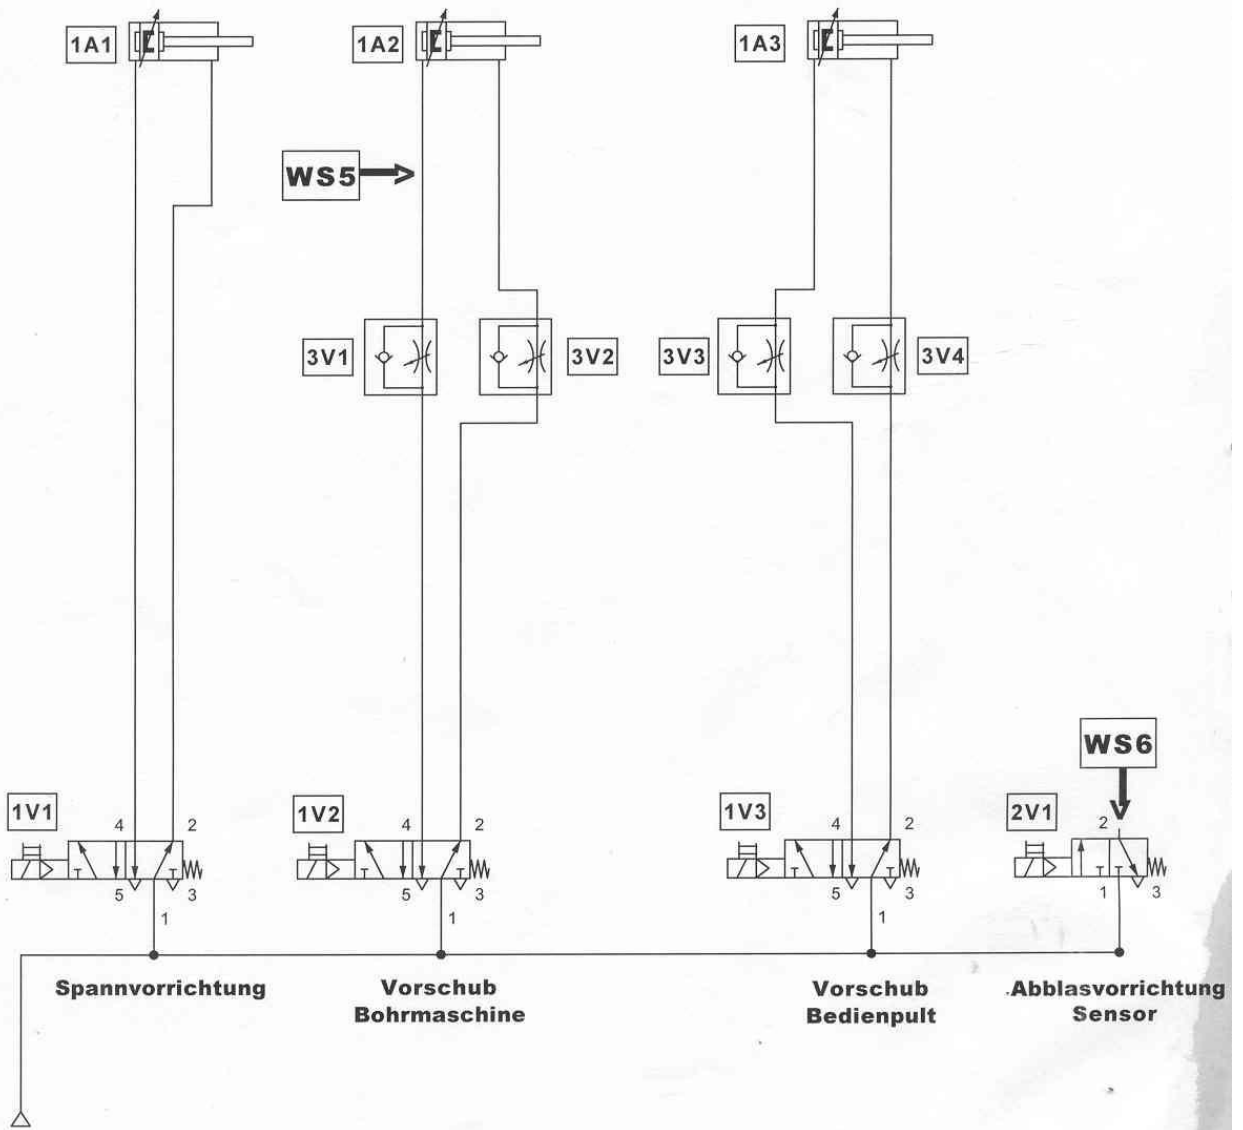 1A1
1A2
1A3
WS5
3V1
3V2
3V3
3V4
WS6
1V1
4
2
5
3
1
1V2
4
2
5
3
1
1V3
4
2
5
3
1
2V1
2
1
3
Spannvorrichtung
Vorschub
Bohrmaschine
Vorschub
Bedienpult
Abblasvorrichtung
Sensor